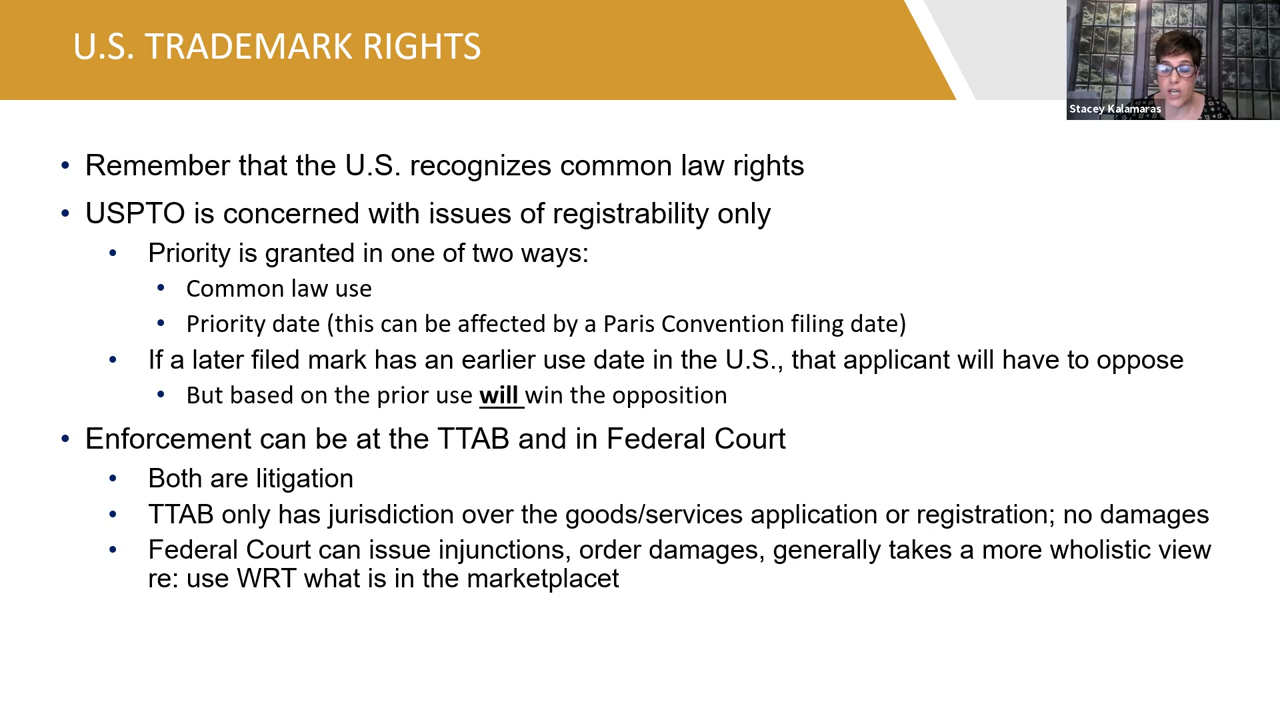 U.S. TRADEMARK RIGHTS
Stacey Kalamaras
• Remember that the U.S. recognizes common law rights
• USPTO is concerned with issues of registrability only
• Priority is granted in one of two ways:
• Common law use
• Priority date (this can be affected by a Paris Convention filing date)
• If a later filed mark has an earlier use date in the U.S., that applicant will have to oppose
• But based on the prior use will win the opposition
• Enforcement can be at the TTAB and in Federal Court
• Both are litigation
• TTAB only has jurisdiction over the goods/services application or registration; no damages
• Federal Court can issue injunctions, order damages, generally takes a more wholistic view
re: use WRT what is in the marketplacet